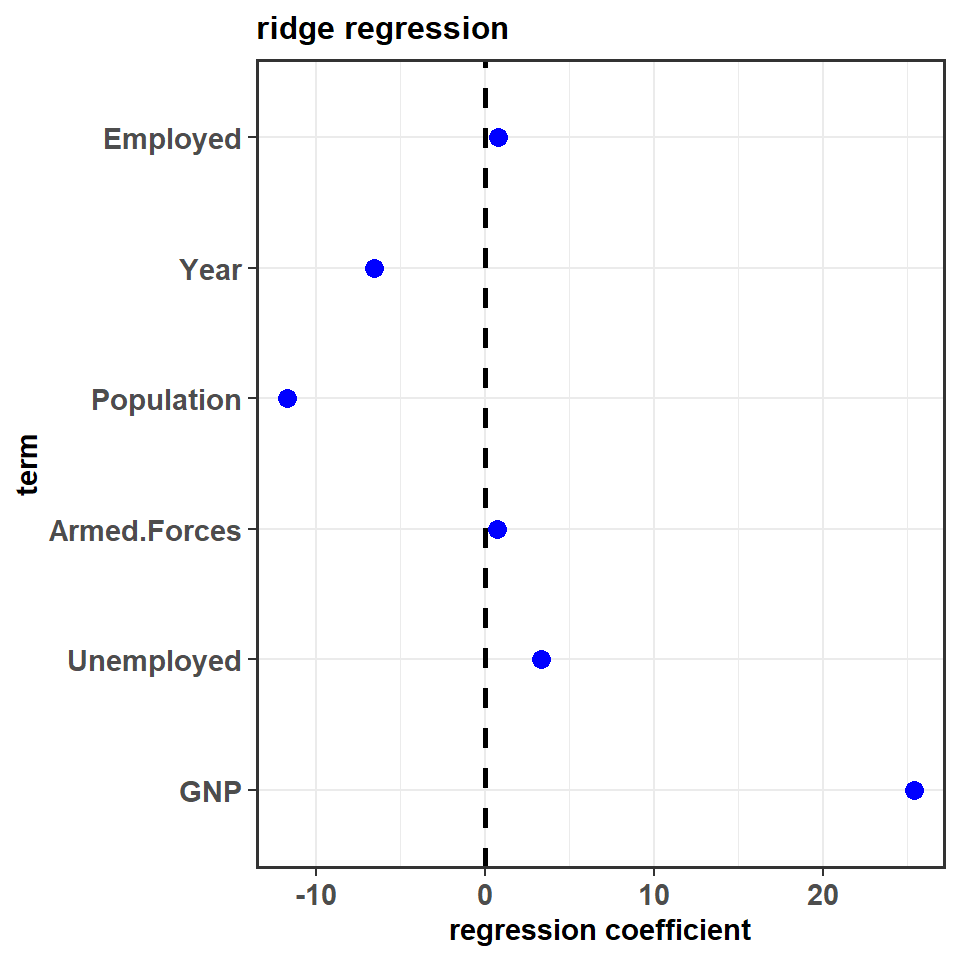 ridge regression
Employed
Year
Population
Armed.Forces
Unemployed
GNP
term
-10 0 10 20
regression coefficient